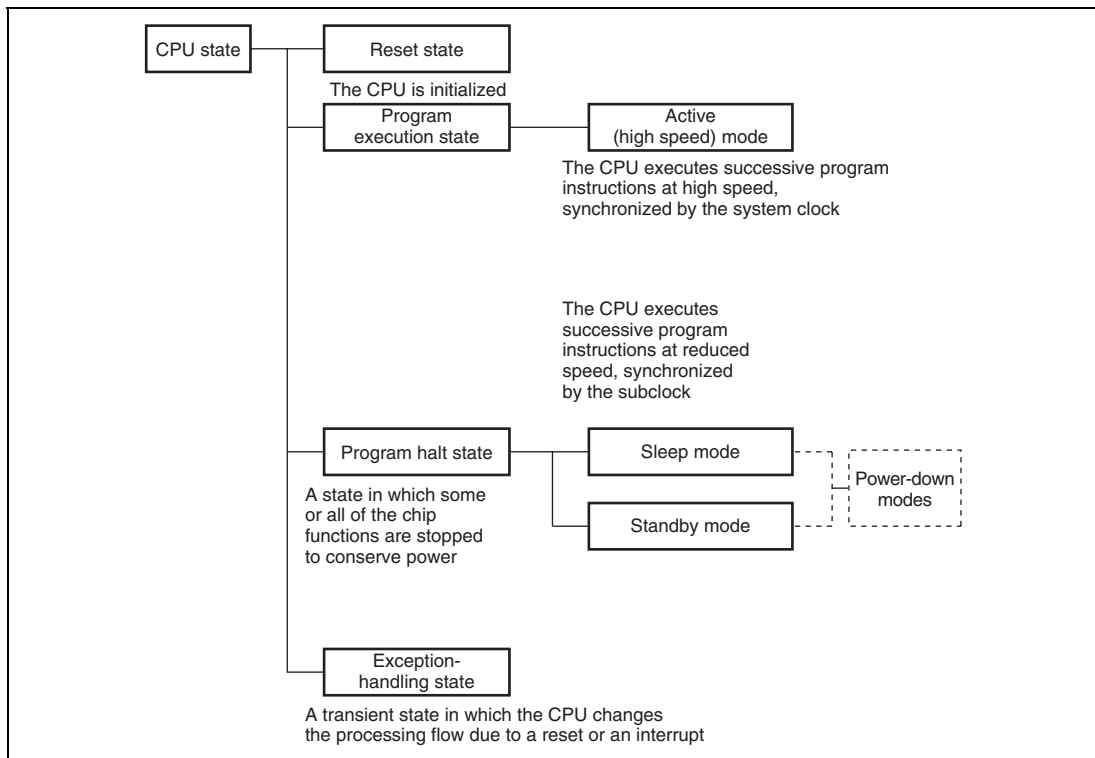 CPU state
Reset state
The CPU is initialized
Program
execution state
Active
(high speed) mode
The CPU executes successive program
instructions at high speed,
synchronized by the system clock
The CPU executes
successive program
instructions at reduced
speed, synchronized
by the subclock
Program halt state
A state in which some
or all of the chip
functions are stopped
to conserve power
Sleep mode
Standby mode
Power-down
modes
Exception-
handling state
A transient state in which the CPU changes
the processing flow due to a reset or an interrupt